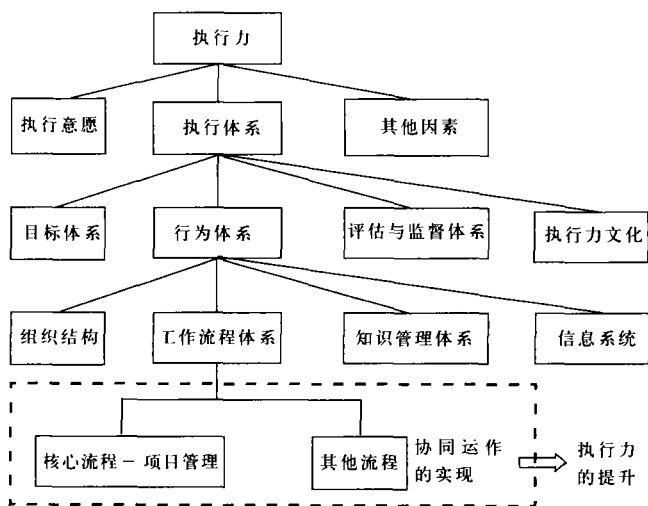 执行力
执行意愿
执行体系
其他因素
目标体系
行为体系
评估与监督体系
执行力文化
组织结构
工作流程体系
知识管理体系
信息系统
核心流程－项日管理
其他流程
协同运作
的实现
执行力
的提升